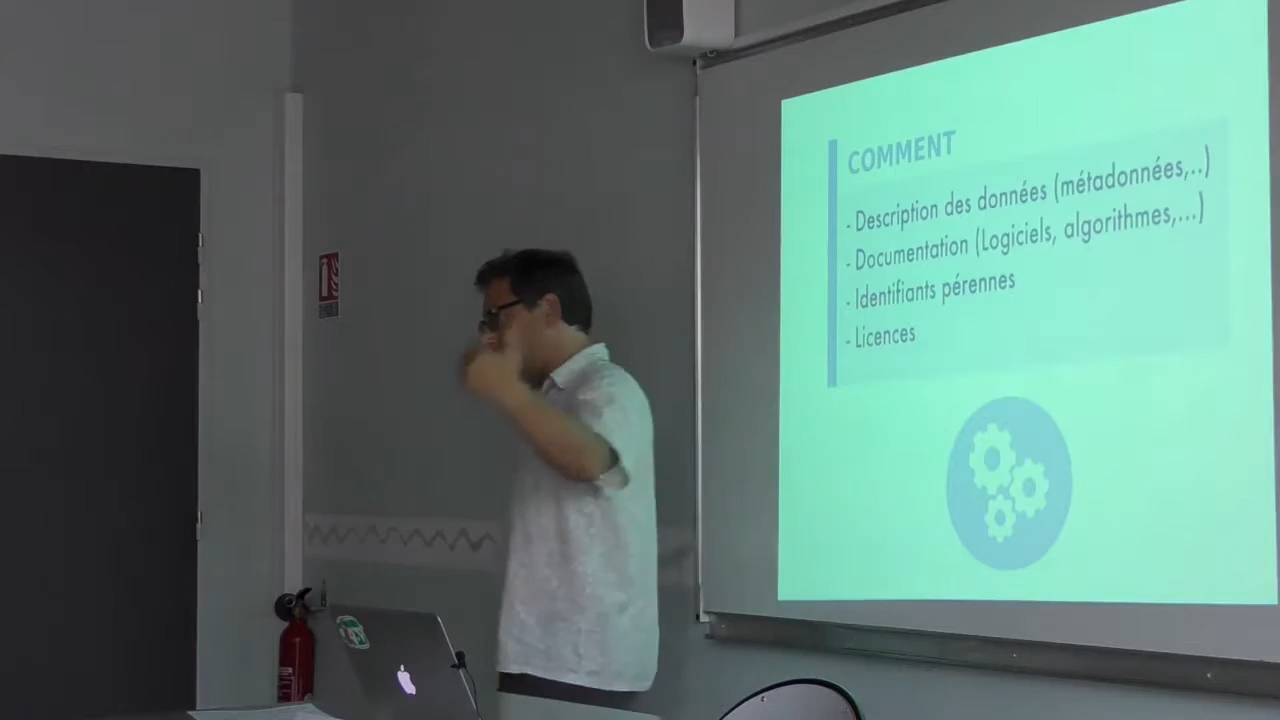 COMMENT
- Description des données (métadonnées,..)
- Documentation (Logiciels, algorithmes,...)
- Identifiants pérennes
- Licences